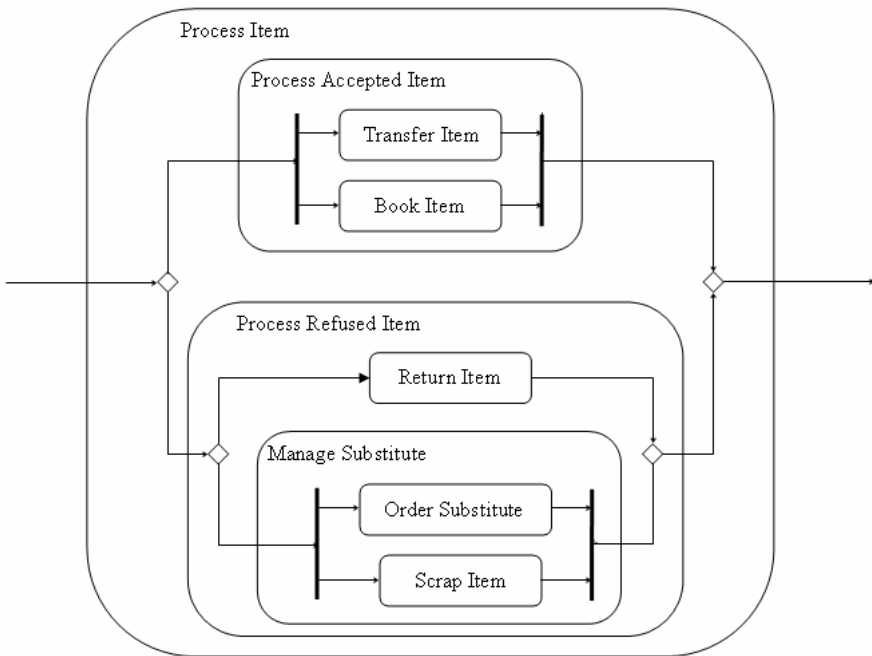 Process Item
Process Accepted Item
Transfer Item
Book Item
Process Refused Item
Return Item
Manage Substitute
Order Substitute
Scrap Item